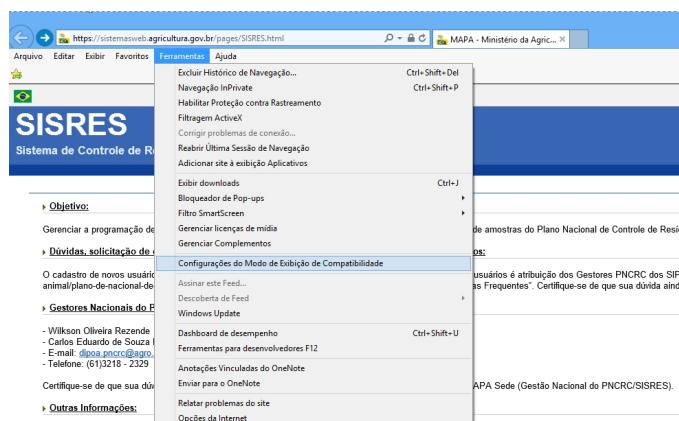 https://sistemasweb.agricultura.gov.br/pages/SISRES.html
MAPA - Ministério da Agric...
Arquivo Editar Exibir Favoritos Ferramentas Ajuda
Excluir Histórico de Navegação... Ctrl+Shift+Del
Navegação InPrivate Ctrl+Shift+P
Habilitar Proteção contra Rastreamento
Filtragem ActiveX
Corrigir problemas de conexão...
Reabrir Última Sessão de Navegação
Adicionar site à exibição Aplicativos
Exibir downloads Ctrl+J
Bloqueador de Pop-ups
Filtro SmartScreen
Gerenciar licenças de mídia
Gerenciar Complementos
Configurações do Modo de Exibição de Compatibilidade
Assinar este Feed...
Descoberta de Feed
Windows Update
Dashboard de desempenho Ctrl+Shift+U
Ferramentas para desenvolvedores F12
Anotações Vinculadas do OneNote
Enviar para o OneNote
Relatar problemas do site
Opções da Internet
SISRES
Sistema de Controle de R
Objetivo:
Gerenciar a programação de de amostras do Plano Nacional de Controle de Resí
Dúvidas, solicitação de os:
O cadastro de novos usuári usuários é atribuição dos Gestores PNCRC dos SIP
animal/plano-de-nacional-de- as Frequentes". Certifique-se de que sua dúvida aind
Gestores Nacionais do P
- Wilkson Oliveira Rezende
- Carlos Eduardo de Souza
- E-mail: dipoa.pncrc@agro.
- Telefone: (61)3218 - 2329
Certifique-se de que sua dúv APA Sede (Gestão Nacional do PNCRC/SISRES).
Outras Informações: